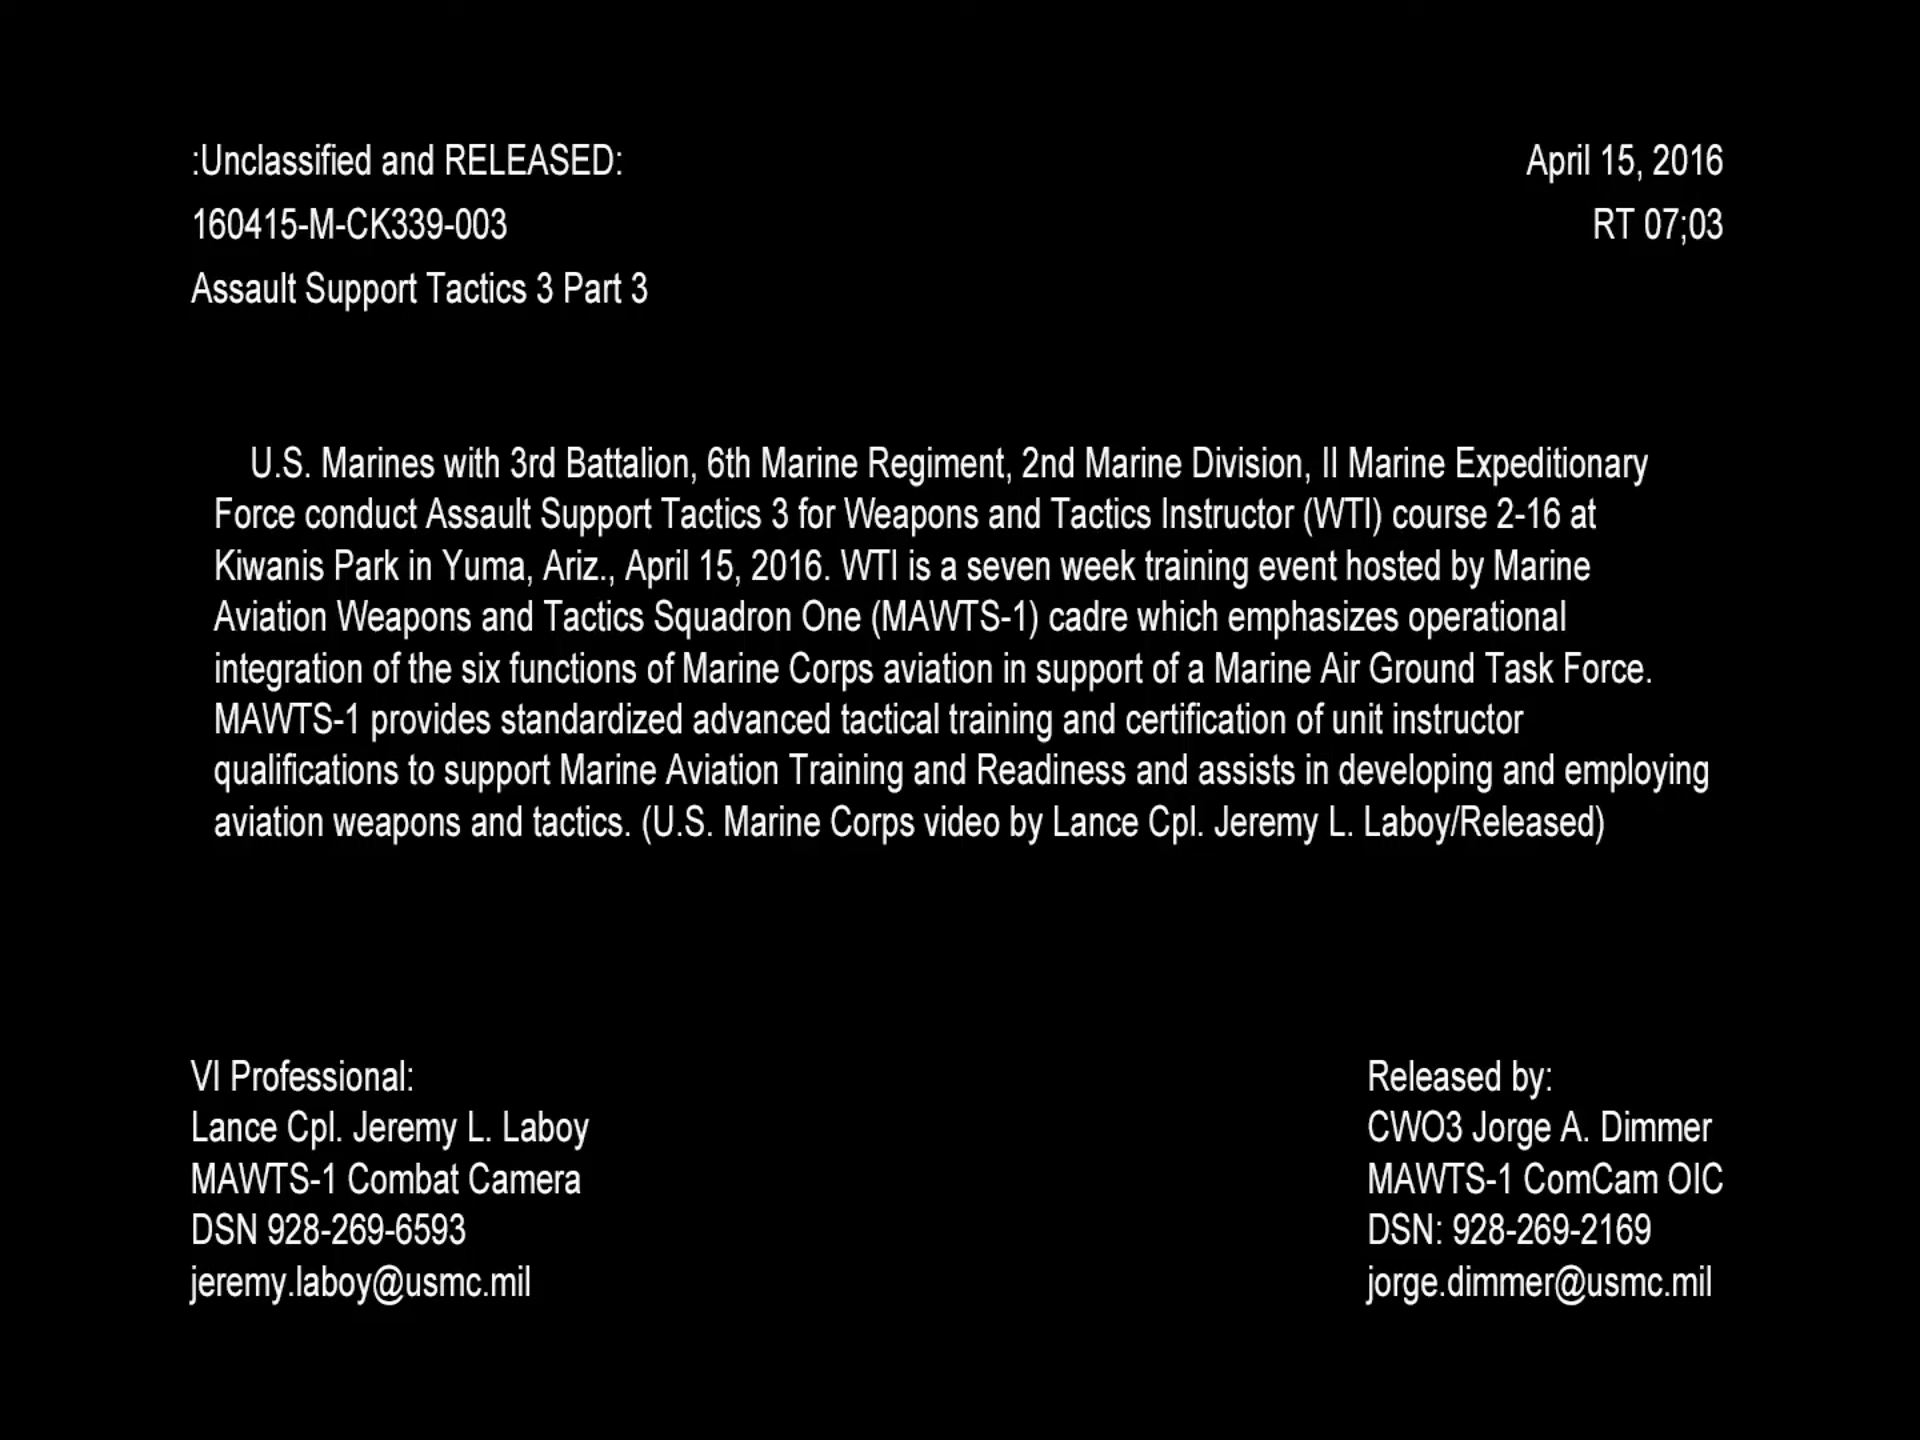 :Unclassified and RELEASED:
April 15, 2016
160415-M-CK339-003
RT 07;03
Assault Support Tactics 3 Part 3
U.S. Marines with 3rd Battalion, 6th Marine Regiment, 2nd Marine Division, II Marine Expeditionary
Force conduct Assault Support Tactics 3 for Weapons and Tactics Instructor (WTI) course 2-16 at
Kiwanis Park in Yuma, Ariz., April 15, 2016. WTI is a seven week training event hosted by Marine
Aviation Weapons and Tactics Squadron One (MAWTS-1) cadre which emphasizes operational
integration of the six functions of Marine Corps aviation in support of a Marine Air Ground Task Force.
MAWTS-1 provides standardized advanced tactical training and certification of unit instructor
qualifications to support Marine Aviation Training and Readiness and assists in developing and employing
aviation weapons and tactics. (U.S. Marine Corps video by Lance Cpl. Jeremy L. Laboy/Released)
VI Professional:
Lance Cpl. Jeremy L. Laboy
MAWTS-1 Combat Camera
DSN 928-269-6593
jeremy.laboy@usmc.mil
Released by:
CWO3 Jorge A. Dimmer
MAWTS-1 ComCam OIC
DSN: 928-269-2169
jorge.dimmer@usmc.mil